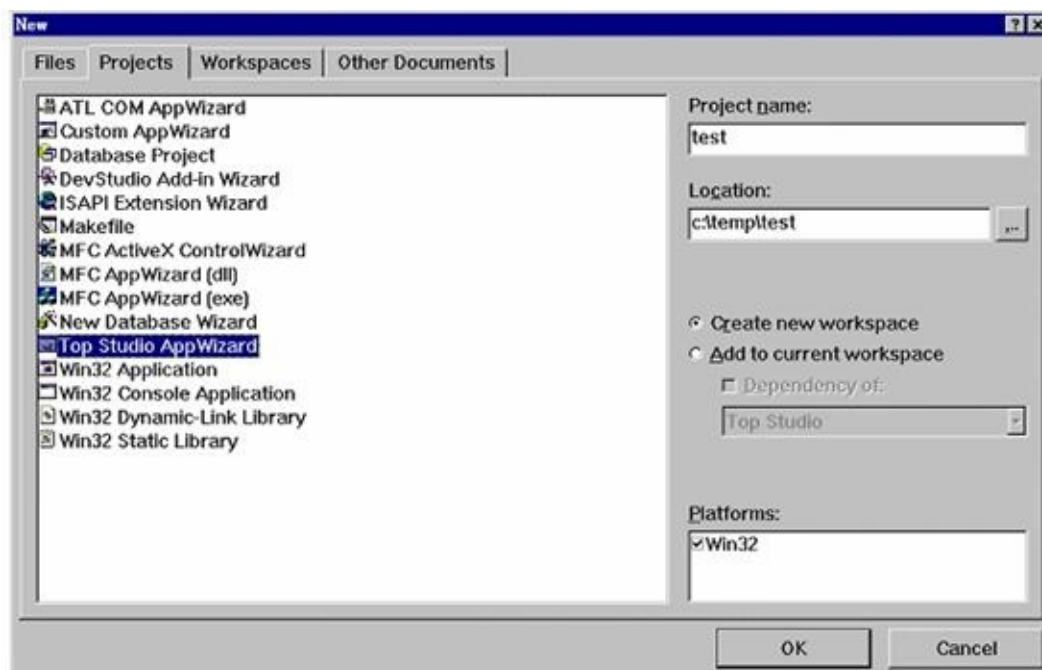 New
Files
Projects
Workspaces
Other Documents
ATL COM AppWizard
Custom AppWizard
Database Project
DevStudio Add-in Wizard
ISAPI Extension Wizard
Makefile
MFC ActiveX ControlWizard
MFC AppWizard (dll)
MFC AppWizard (exe)
New Database Wizard
Top Studio AppWizard
Win32 Application
Win32 Console Application
Win32 Dynamic-Link Library
Win32 Static Library
Project name:
test
Location:
c:\temp\test
...
Create new workspace
Add to current workspace
Dependency of:
Top Studio
Platforms:
Win32
OK
Cancel